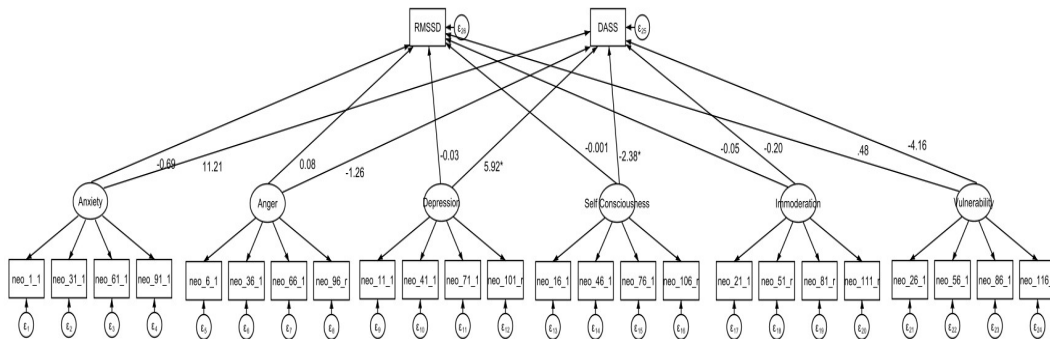 RMSSD ε26 DASS ε25
-0.69 11.21 0.08 -1.26 -0.03 5.92* -0.001 -2.38* -0.05 -0.20 .48 -4.16
Anxiety Anger Depression Self Consciousness Immoderation Vulnerability
neo_1_1 neo_31_1 neo_61_1 neo_91_1 neo_6_1 neo_36_1 neo_66_1 neo_96_r neo_11_1 neo_41_1 neo_71_1 neo_101_r neo_16_1 neo_46_1 neo_76_1 neo_106_r neo_21_1 neo_51_r neo_81_r neo_111_r neo_26_1 neo_56_1 neo_86_1 neo_116_
ε1 ε2 ε3 ε4 ε5 ε6 ε7 ε8 ε9 ε10 ε11 ε12 ε13 ε14 ε15 ε16 ε17 ε18 ε19 ε20 ε21 ε22 ε23 ε24